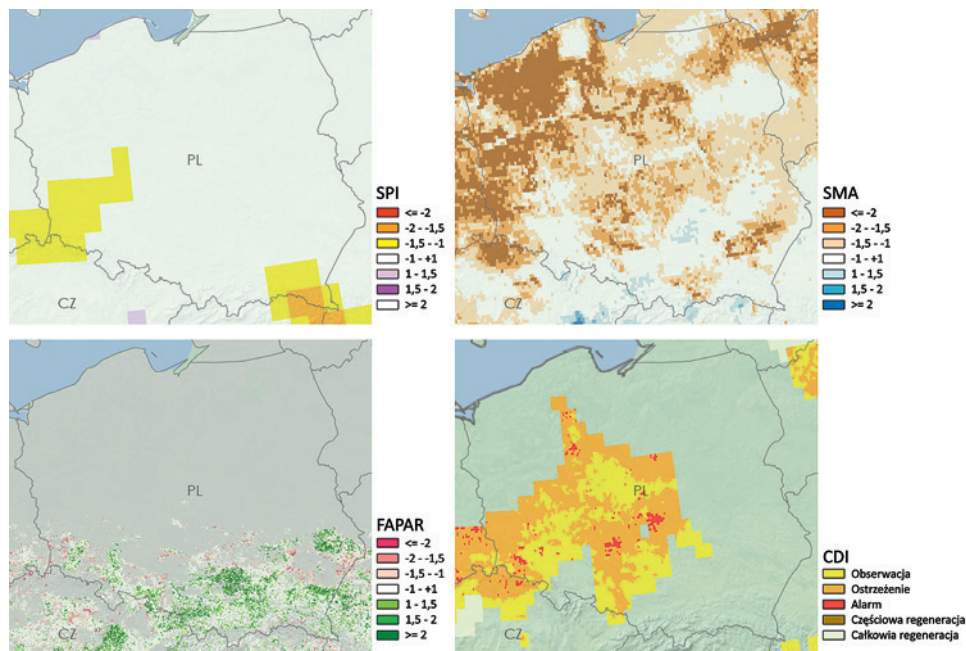 PL
CZ
SPI
<= -2
-2 - -1,5
-1,5 - -1
-1 - +1
1 - 1,5
1,5 - 2
>= 2
PL
CZ
SMA
<= -2
-2 - -1,5
-1,5 - -1
-1 - +1
1 - 1,5
1,5 - 2
>= 2
PL
CZ
FAPAR
<= -2
-2 - -1,5
-1,5 - -1
-1 - +1
1 - 1,5
1,5 - 2
>= 2
PL
CZ
CDI
Obserwacja
Ostrzeżenie
Alarm
Częściowa regeneracja
Całkowia regeneracja